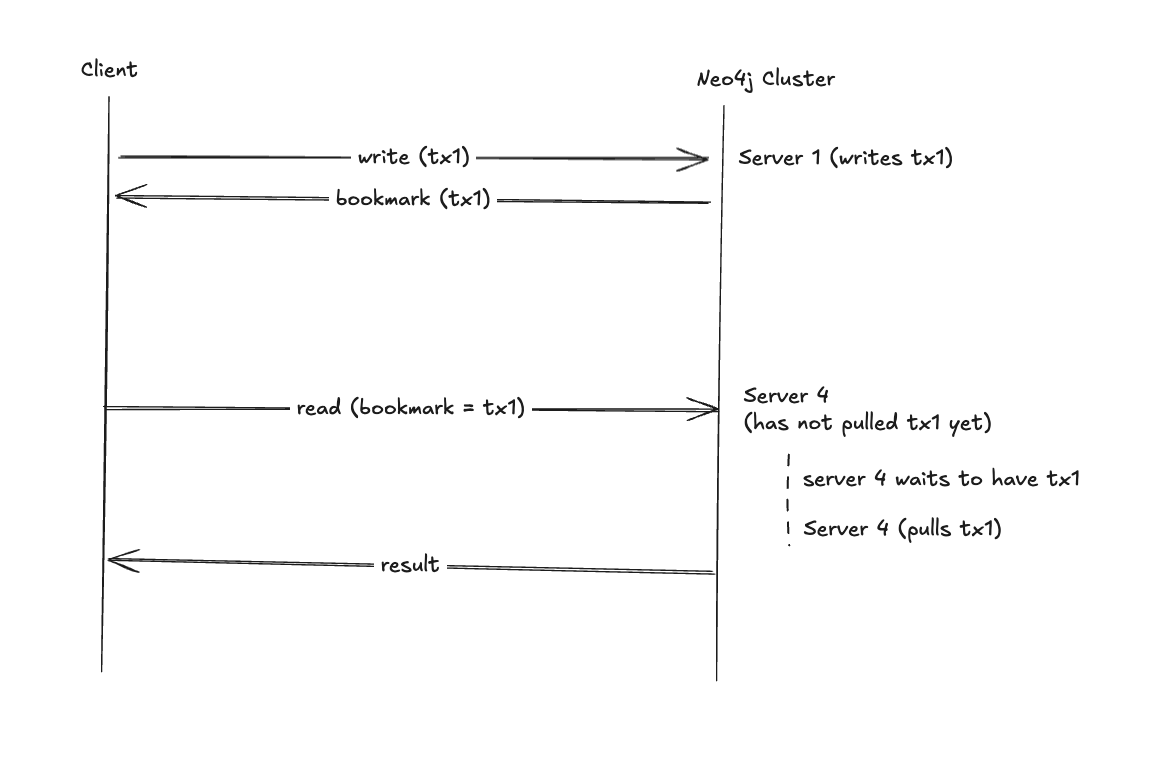 Client
Neo4j Cluster
write (tx1)
Server 1 (writes tx1)
bookmark (tx1)
read (bookmark = tx1)
Server 4
(has not pulled tx1 yet)
server 4 waits to have tx1
Server 4 (pulls tx1)
result